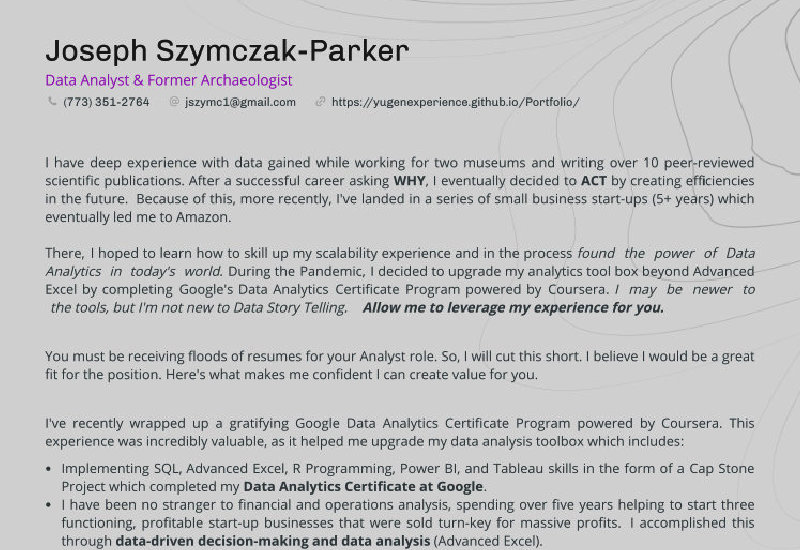 Joseph Szymczak-Parker
Data Analyst & Former Archaeologist
(773) 351-2764 jszymc1@gmail.com https://yugenexperience.github.io/Portfolio/
I have deep experience with data gained while working for two museums and writing over 10 peer-reviewed
scientific publications. After a successful career asking WHY, I eventually decided to ACT by creating efficiencies
in the future. Because of this, more recently, I've landed in a series of small business start-ups (5+ years) which
eventually led me to Amazon.
There, I hoped to learn how to skill up my scalability experience and in the process found the power of Data
Analytics in today's world. During the Pandemic, I decided to upgrade my analytics tool box beyond Advanced
Excel by completing Google's Data Analytics Certificate Program powered by Coursera. I may be newer to
the tools, but I'm not new to Data Story Telling. Allow me to leverage my experience for you.
You must be receiving floods of resumes for your Analyst role. So, I will cut this short. I believe I would be a great
fit for the position. Here's what makes me confident I can create value for you.
I've recently wrapped up a gratifying Google Data Analytics Certificate Program powered by Coursera. This
experience was incredibly valuable, as it helped me upgrade my data analysis toolbox which includes:
• Implementing SQL, Advanced Excel, R Programming, Power BI, and Tableau skills in the form of a Cap Stone
Project which completed my Data Analytics Certificate at Google.
• I have been no stranger to financial and operations analysis, spending over five years helping to start three
functioning, profitable start-up businesses that were sold turn-key for massive profits. I accomplished this
through data-driven decision-making and data analysis (Advanced Excel).